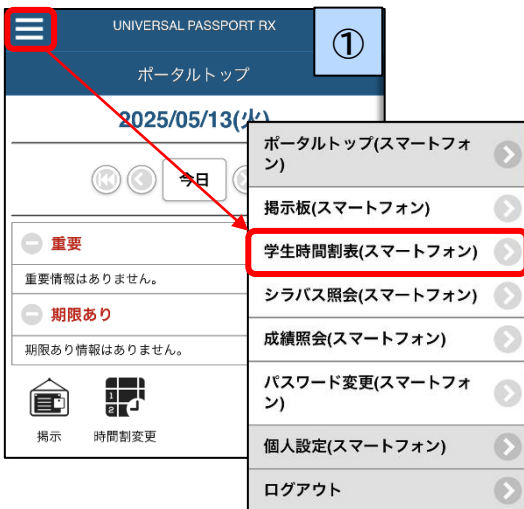 UNIVERSAL PASSPORT RX
①
ポータルトップ
2025/05/13(火)
今日
重要
重要情報はありません。
期限あり
期限あり情報はありません。
掲示
時間割変更
ポータルトップ(スマートフォ
ン)
掲示板(スマートフォン)
学生時間割表(スマートフォン)
シラバス照会(スマートフォン)
成績照会(スマートフォン)
パスワード変更(スマートフォ
ン)
個人設定(スマートフォン)
ログアウト